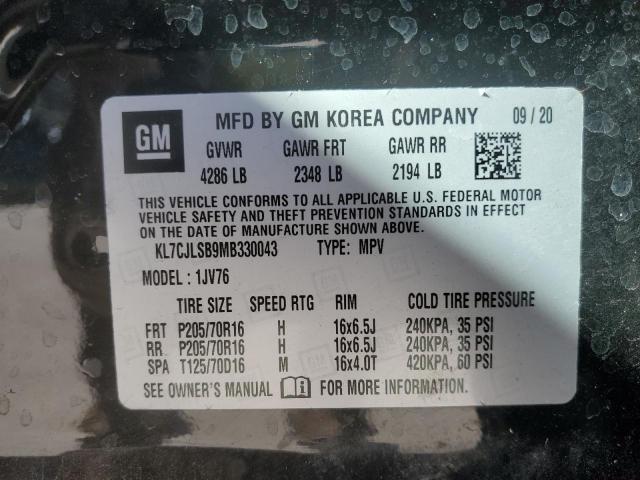 GM
MFD BY GM KOREA COMPANY 09/20
GVWR GAWR FRT GAWR RR
4286 LB 2348 LB 2194 LB
THIS VEHICLE CONFORMS TO ALL APPLICABLE U.S. FEDERAL MOTOR
VEHICLE SAFETY AND THEFT PREVENTION STANDARDS IN EFFECT
ON THE DATE OF MANUFACTURE SHOWN ABOVE.
KL7CJLSB9MB330043 TYPE: MPV
MODEL: 1JV76
TIRE SIZE SPEED RTG RIM COLD TIRE PRESSURE
FRT P205/70R16 H 16x6.5J 240KPA, 35 PSI
RR P205/70R16 H 16x6.5J 240KPA, 35 PSI
SPA T125/70D16 M 16x4.0T 420KPA, 60 PSI
SEE OWNER'S MANUAL FOR MORE INFORMATION.